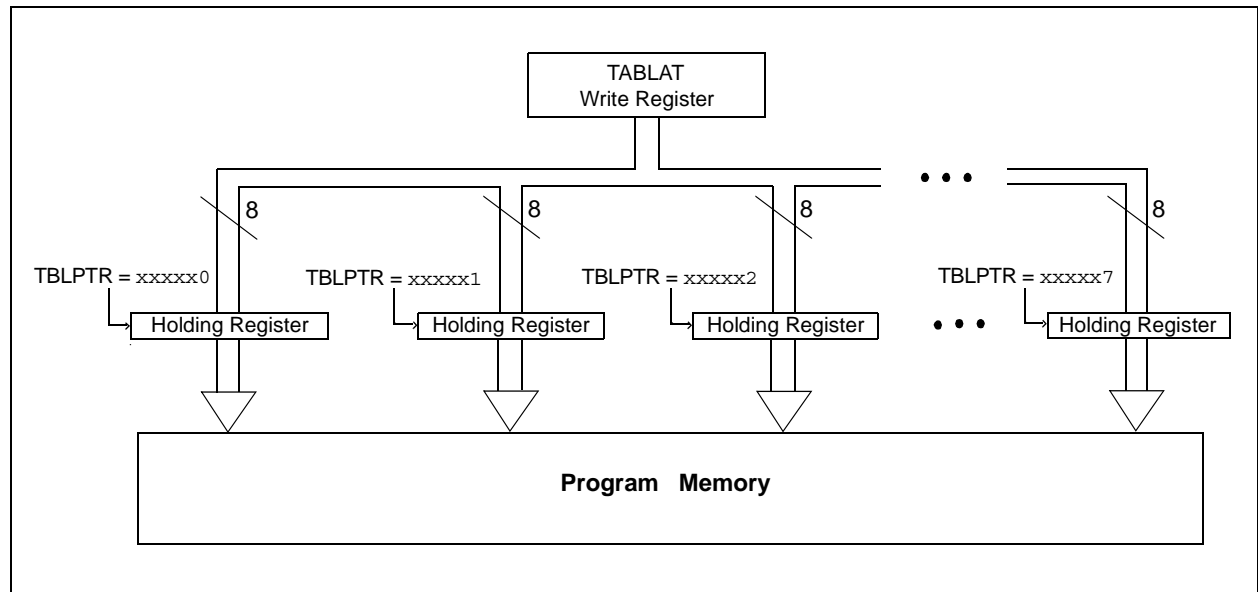 TABLAT
Write Register
8
8
8
8
TBLPTR = xxxxx0
TBLPTR = xxxxx1
TBLPTR = xxxxx2
TBLPTR = xxxxx7
Holding Register
Holding Register
Holding Register
Holding Register
Program Memory